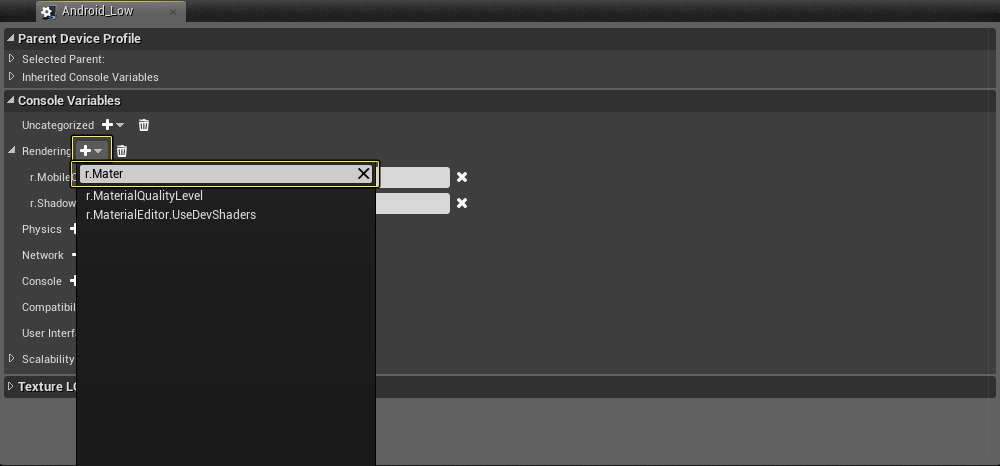 Android_Low
Parent Device Profile
Selected Parent:
Inherited Console Variables
Console Variables
Uncategorized
Rendering
r.Mater
r.Mobile
r.MaterialQualityLevel
r.Shadow
r.MaterialEditor.UseDevShaders
Physics
Network
Console
Compatibil
User Interf
Scalability
Texture LO